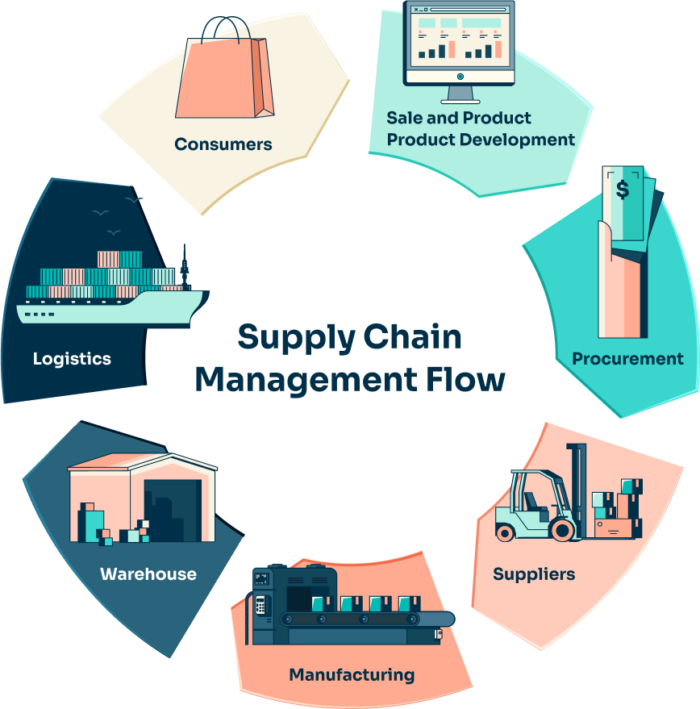 Consumers
Sale and Product
Product Development
Logistics
$
Procurement
Supply Chain
Management Flow
Warehouse
Suppliers
Manufacturing